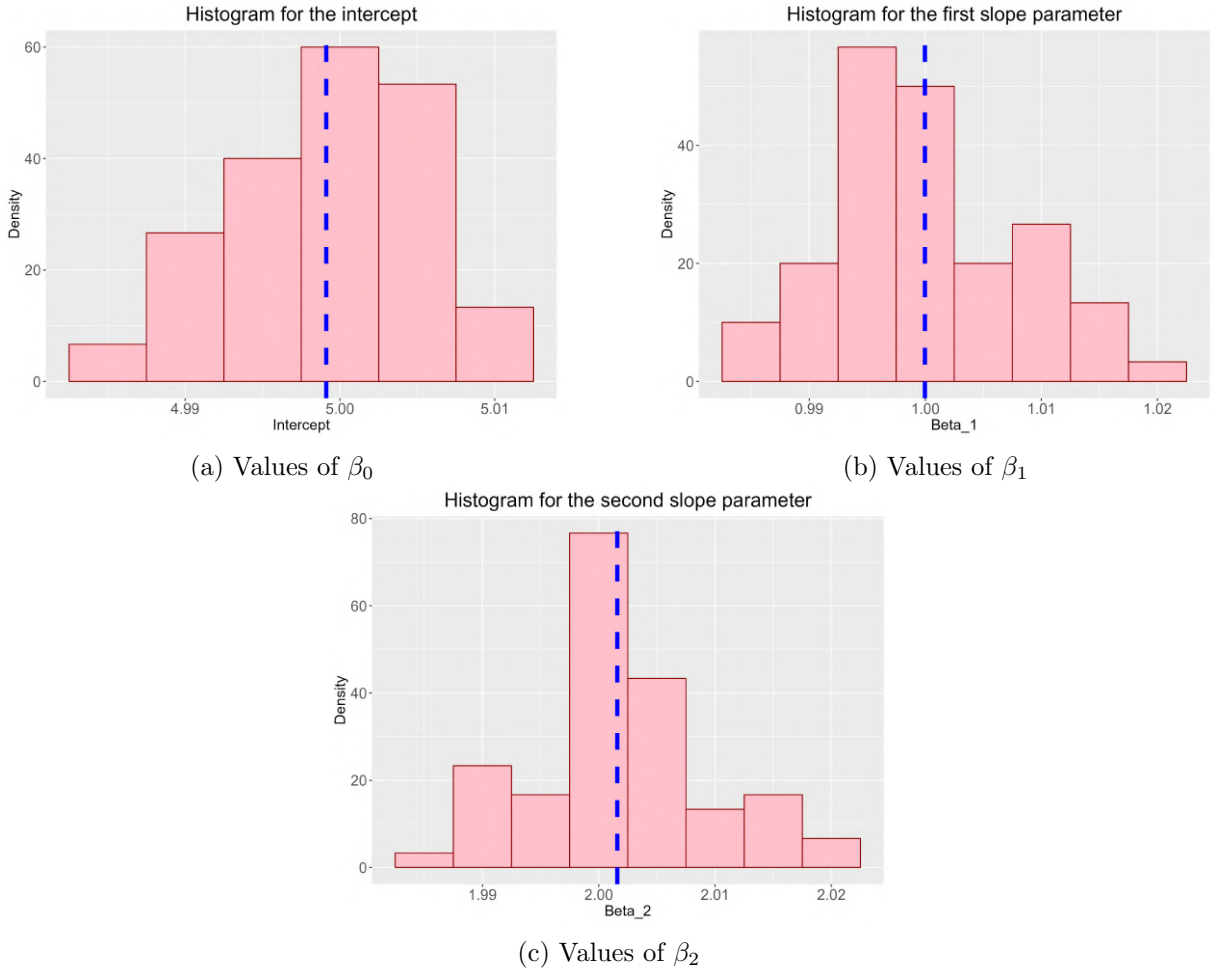 Histogram for the intercept
Density
60
40
20
0
4.99 5.00 5.01
Intercept
(a) Values of β₀
Histogram for the first slope parameter
Density
40
20
0
0.99 1.00 1.01 1.02
Beta_1
(b) Values of β₁
Histogram for the second slope parameter
Density
80
60
40
20
0
1.99 2.00 2.01 2.02
Beta_2
(c) Values of β₂